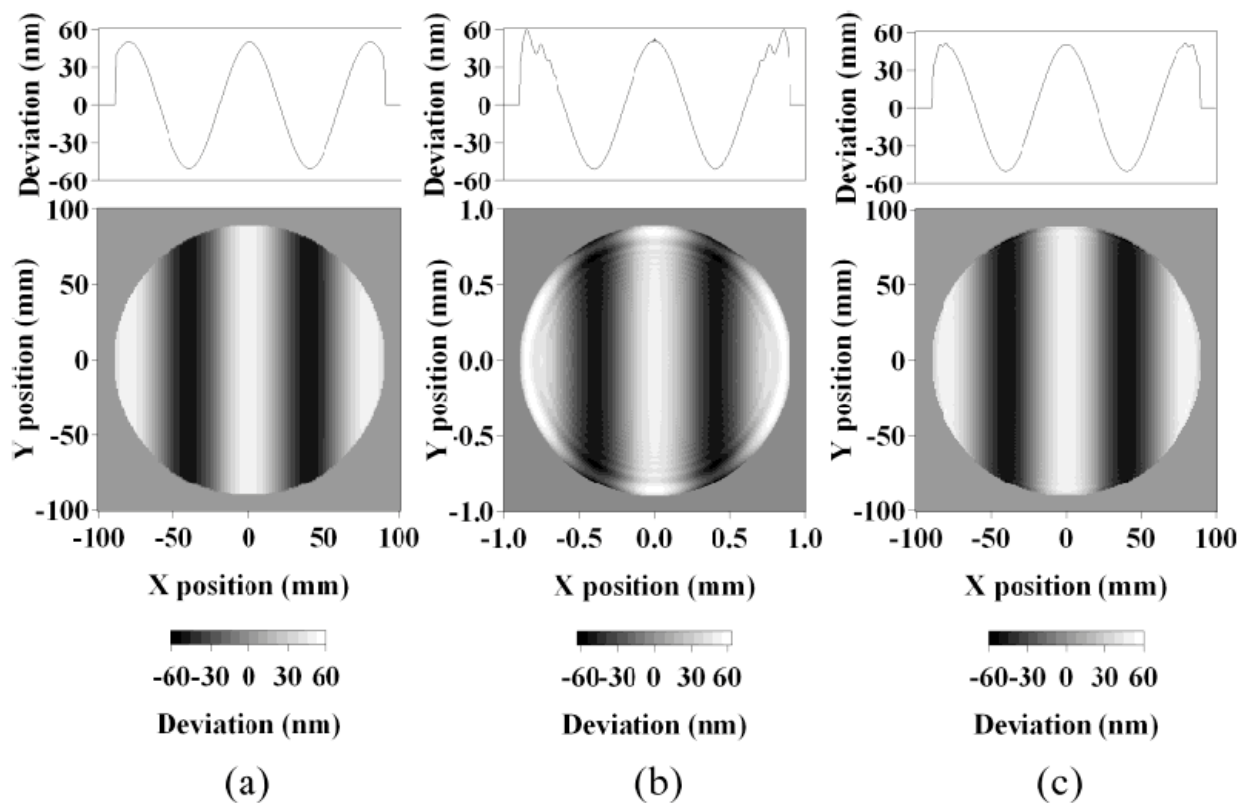 Deviation (nm)
60
30
0
-30
-60
Y position (mm)
100
50
0
-50
-100
-100 -50 0 50 100
X position (mm)
-60 -30 0 30 60
Deviation (nm)
(a)
Deviation (nm)
60
30
0
-30
-60
Y position (mm)
1.0
0.5
0.0
-0.5
-1.0
-1.0 -0.5 0.0 0.5 1.0
X position (mm)
-60 -30 0 30 60
Deviation (nm)
(b)
Deviation (nm)
60
30
0
-30
-60
Y position (mm)
100
50
0
-50
-100
-100 -50 0 50 100
X position (mm)
-60 -30 0 30 60
Deviation (nm)
(c)